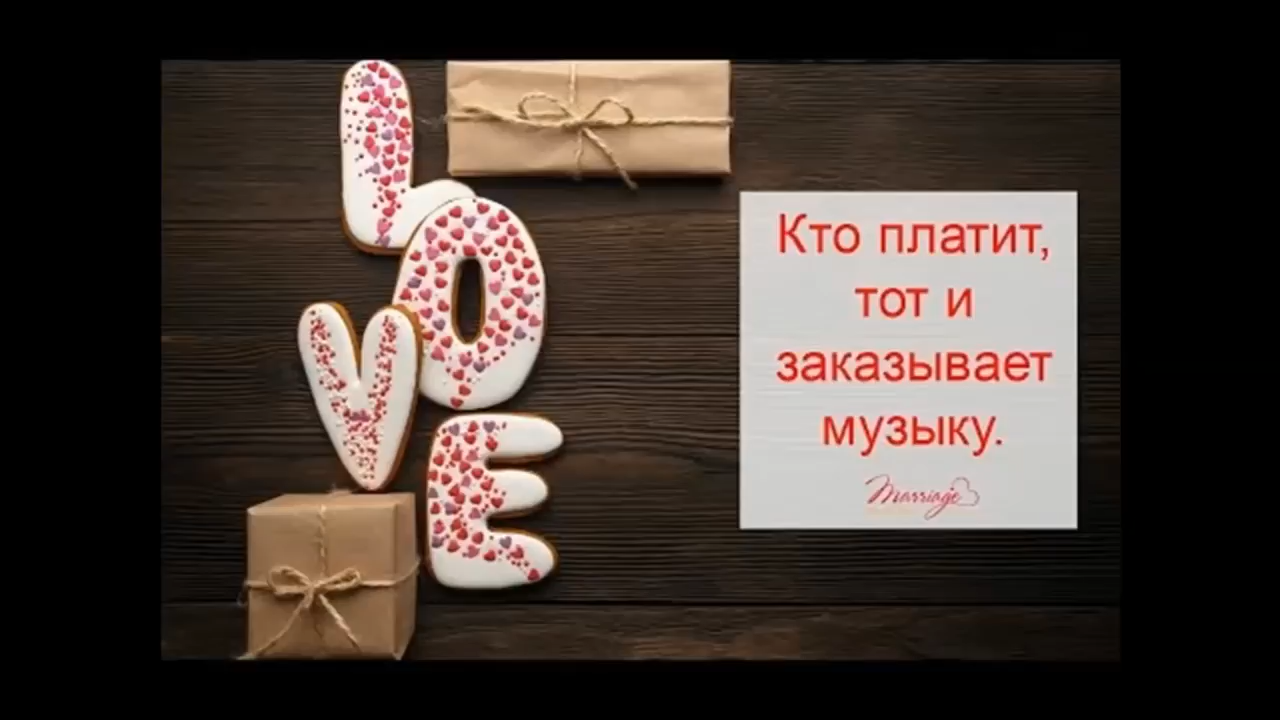 LOVE
Кто платит,
тот и
заказывает
музыку.
Marriage